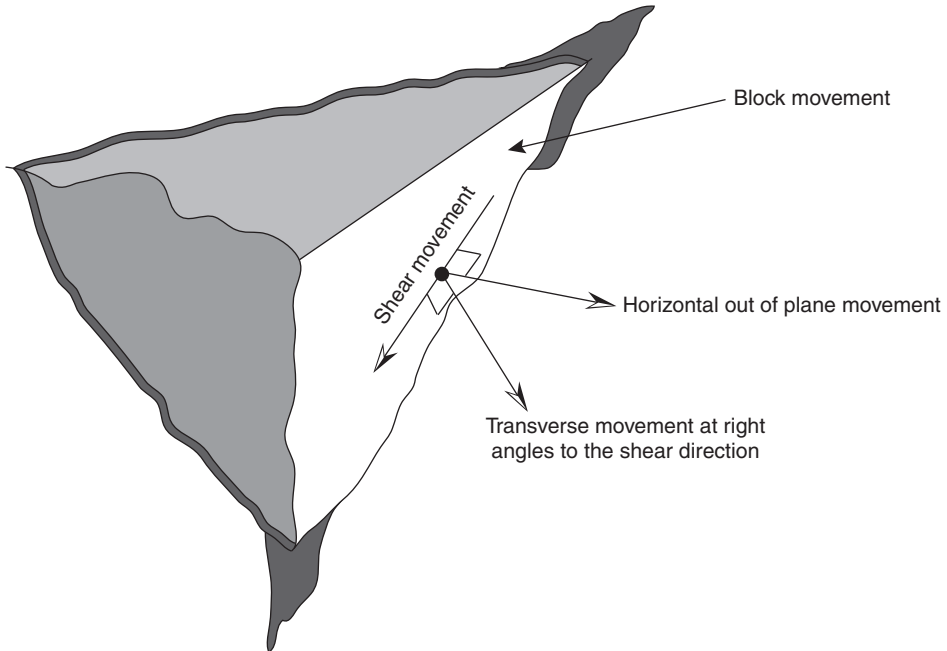 Block movement
Shear movement
Horizontal out of plane movement
Transverse movement at right
angles to the shear direction